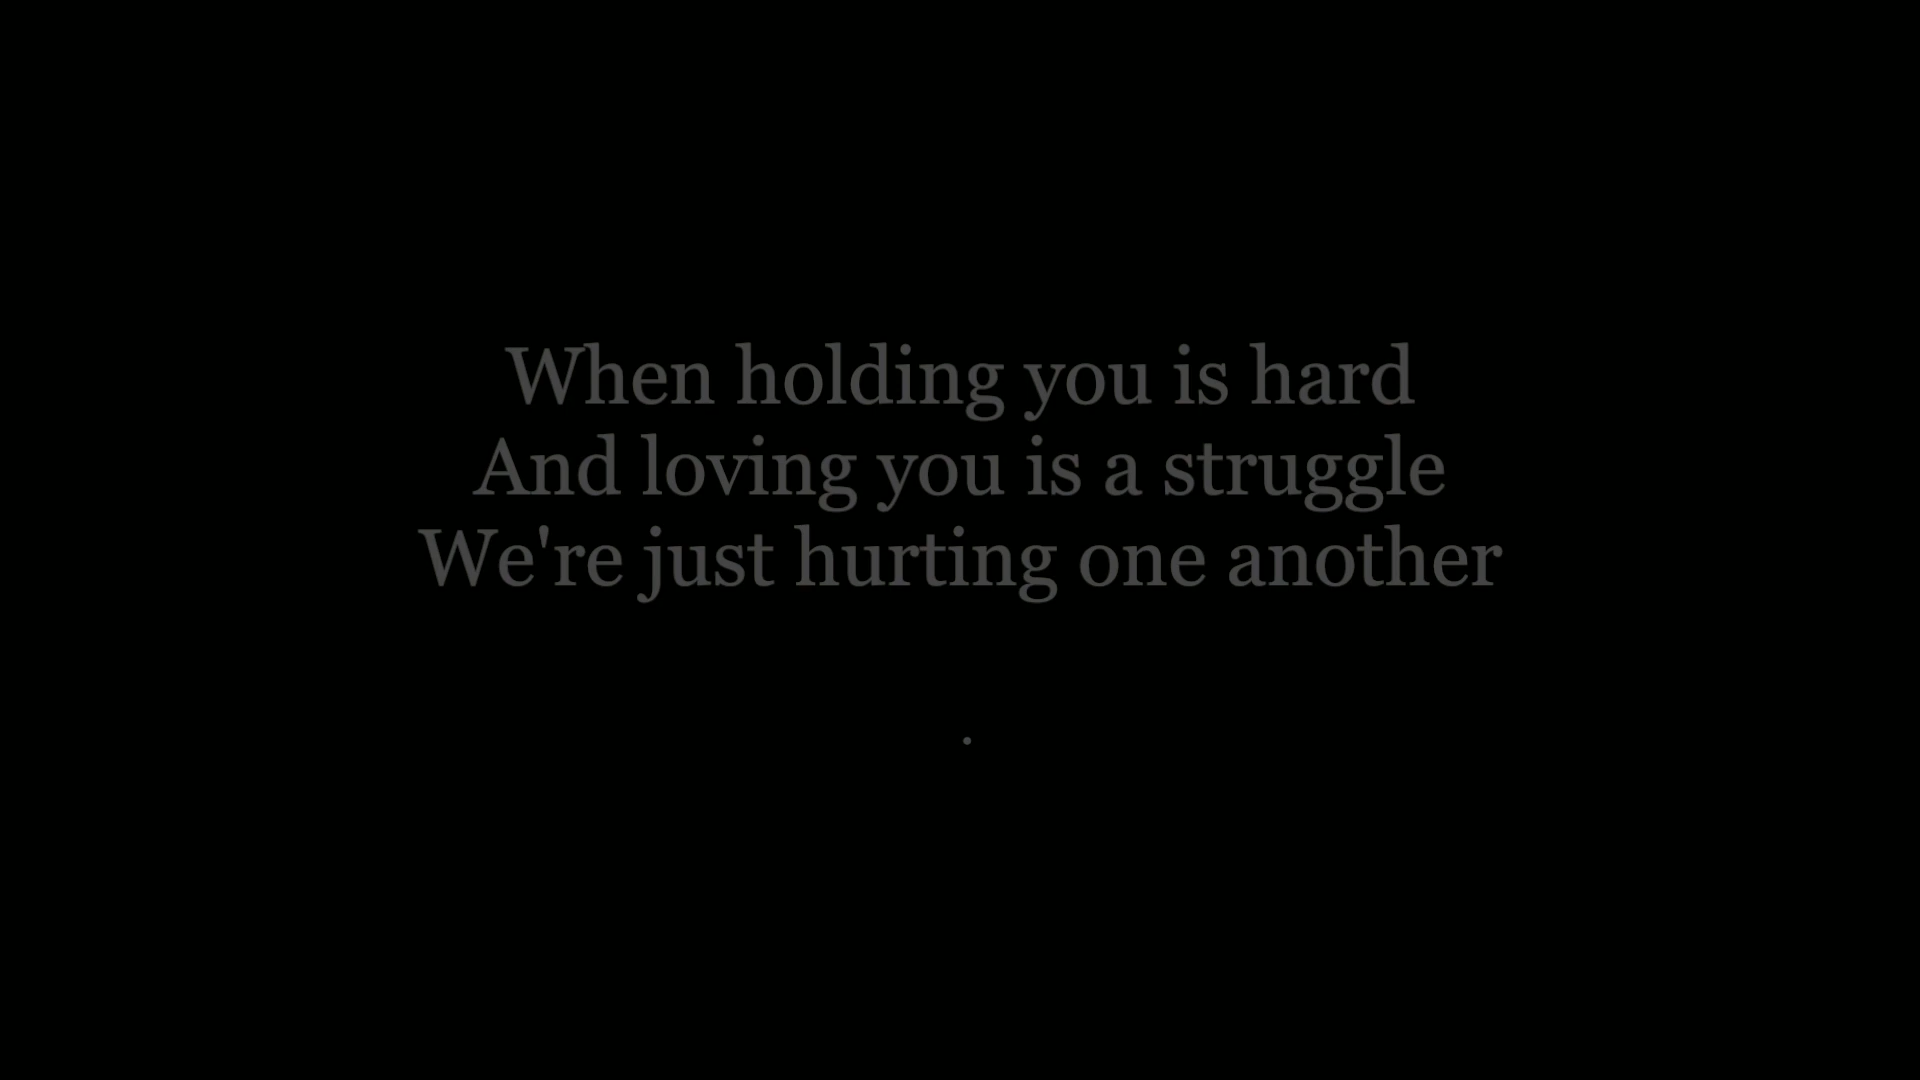 When holding you is hard
And loving you is a struggle
We're just hurting one another
.